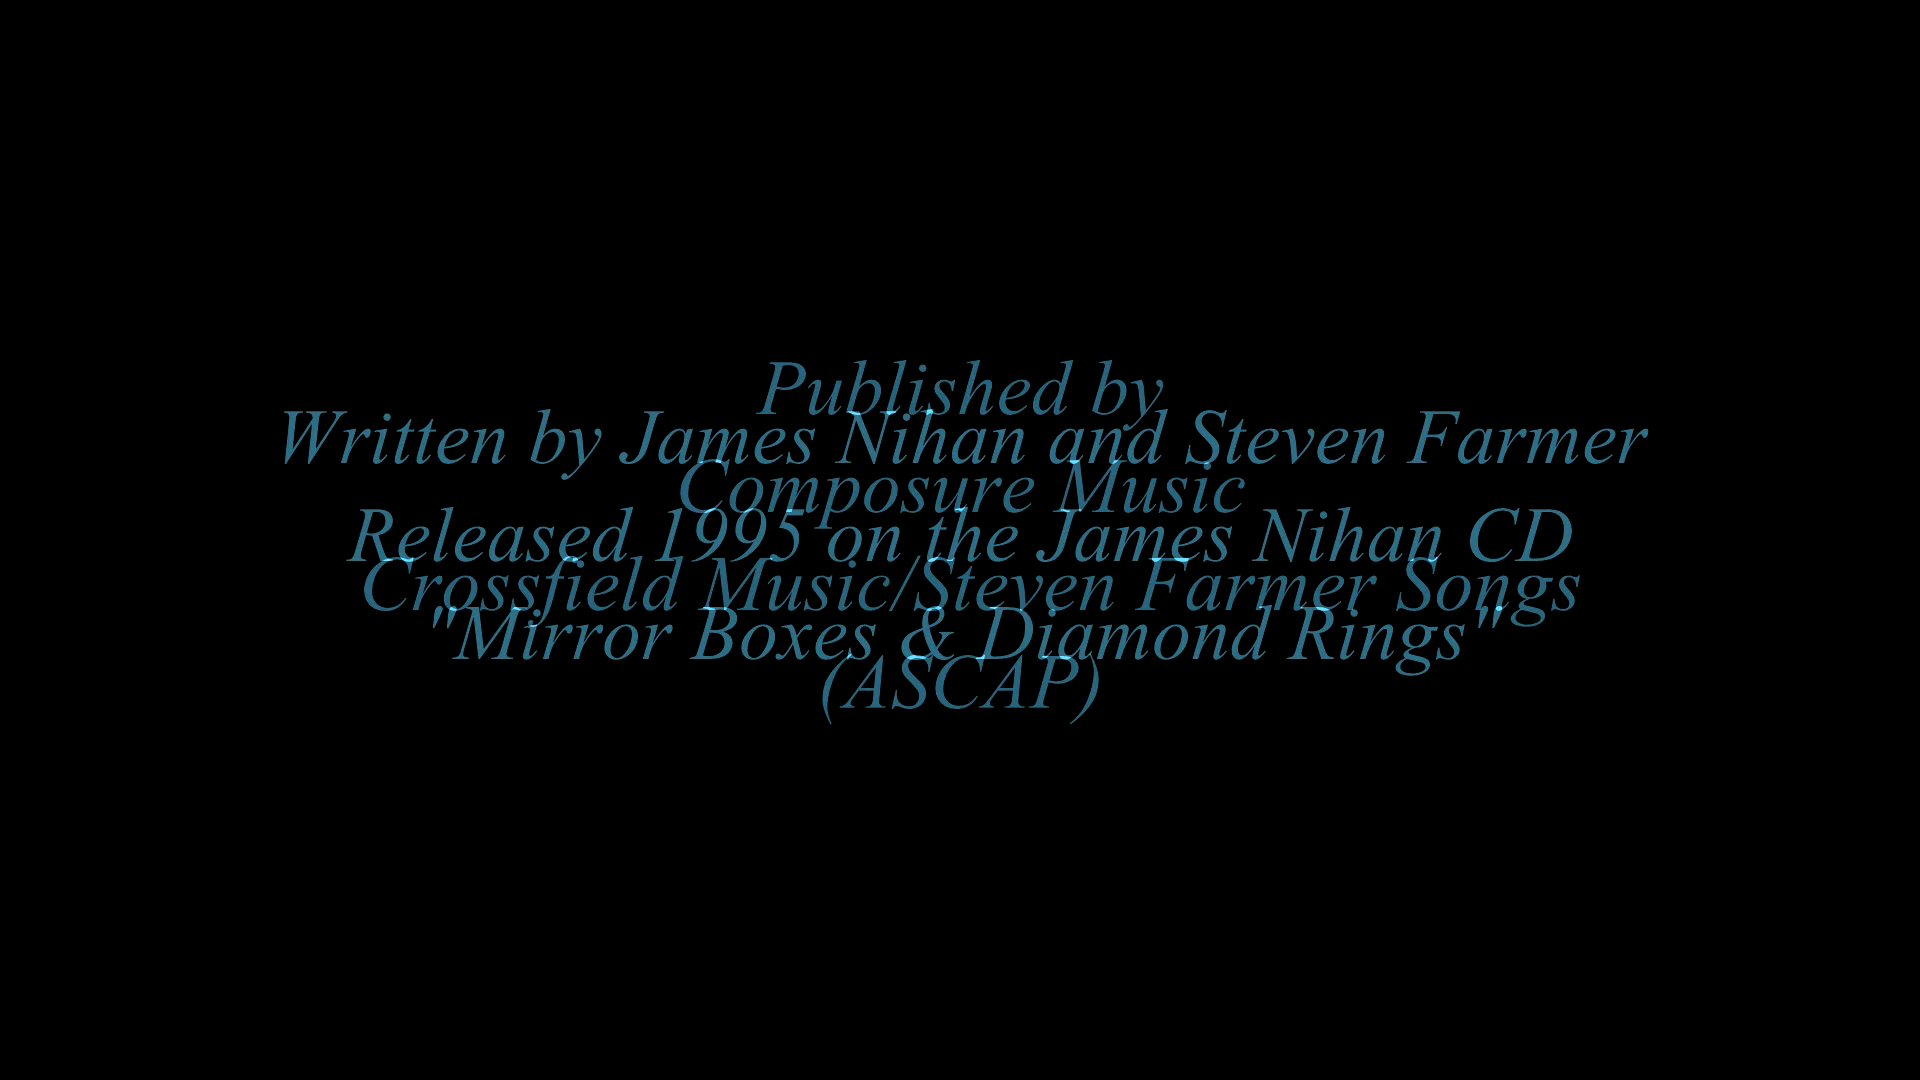 Published by
Written by James Nihan and Steven Farmer
Composure Music
Released 1995 on the James Nihan CD
Crossfield Music/Steven Farmer Songs
"Mirror Boxes & Diamond Rings"
(ASCAP)